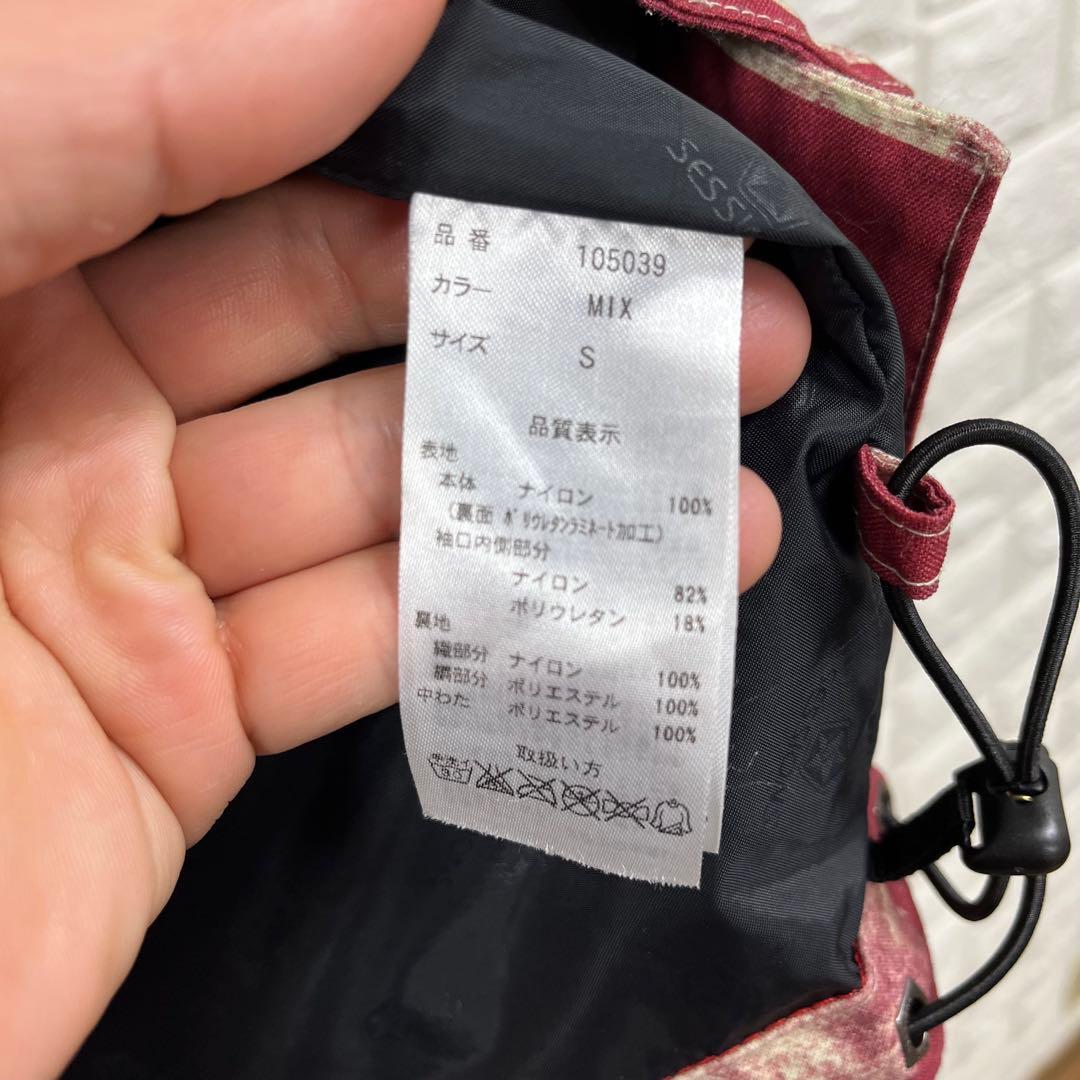 sessi
品番 105039
カラー MIX
サイズ S
品質表示
表地
本体 ナイロン 100%
(裏面 ポリウレタンラミネート加工)
袖口内側部分
ナイロン 82%
ポリウレタン 18%
裏地
織部分 ナイロン 100%
編部分 ポリエステル 100%
中わた ポリエステル 100%
取扱い方